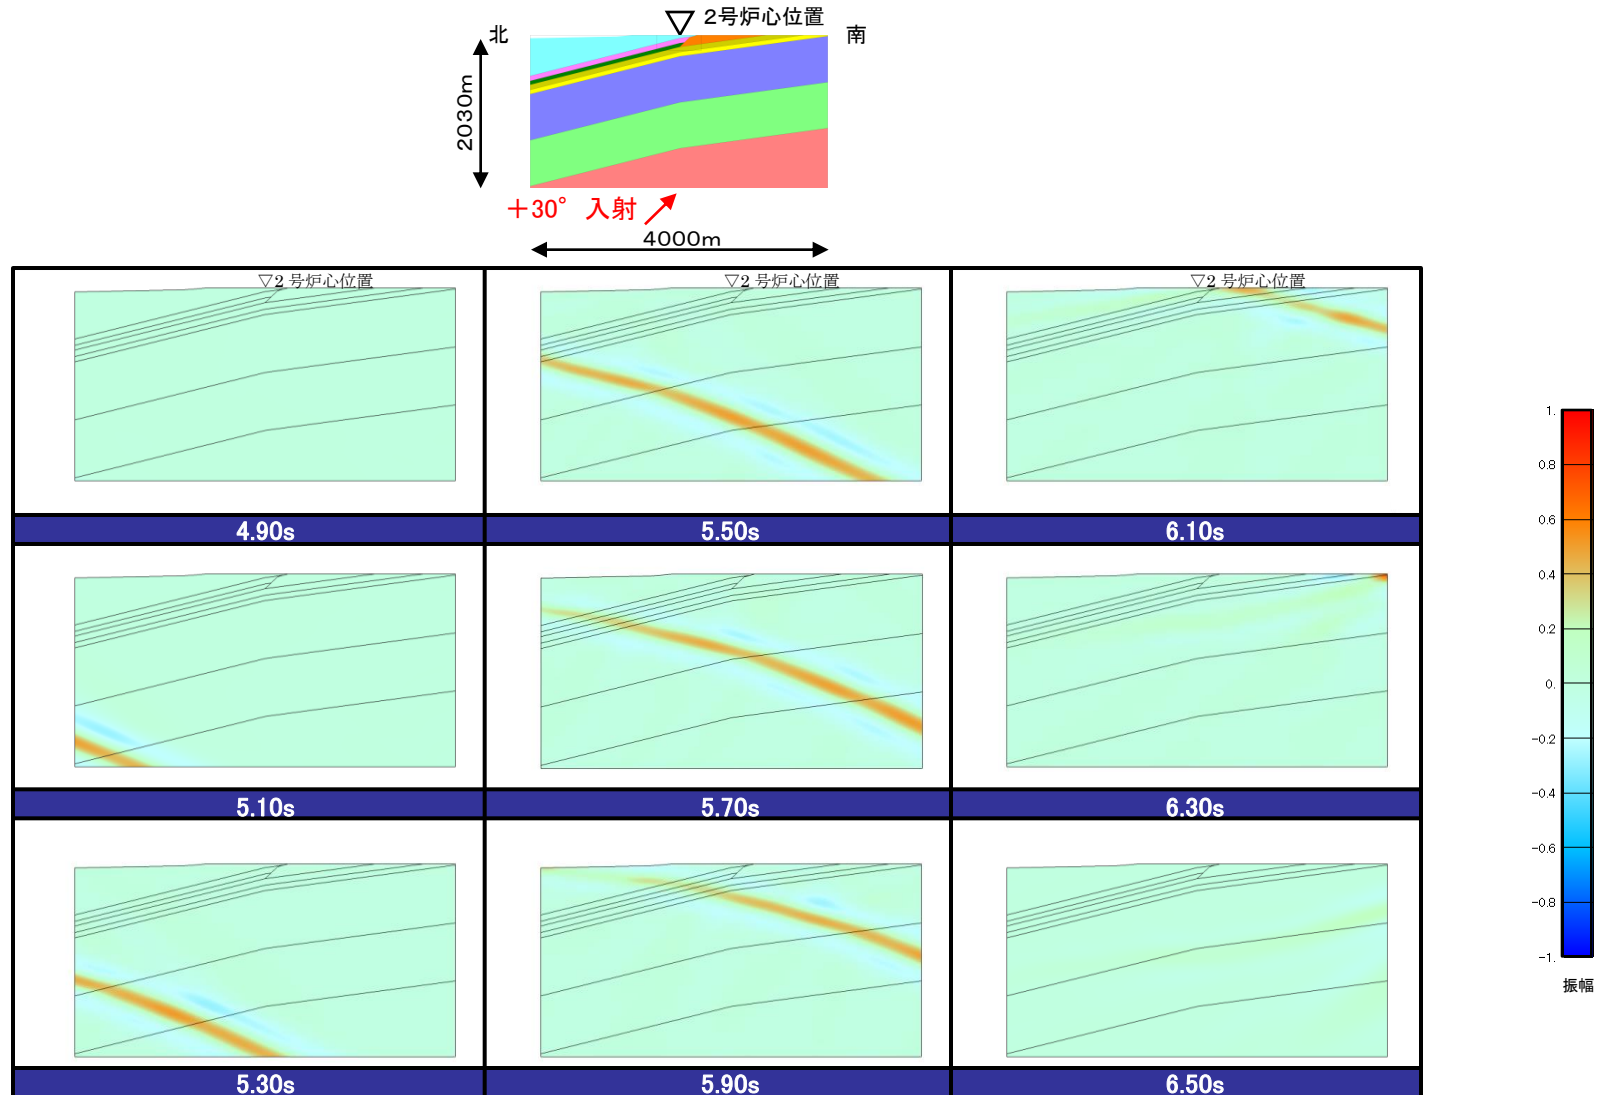 ▽ 2号炉心位置
北
南
2030m
+30° 入射
4000m
▽2 号炉心位置
▽2 号炉心位置
▽2 号炉心位置
4.90s
5.50s
6.10s
5.10s
5.70s
6.30s
5.30s
5.90s
6.50s
1.
0.8
0.6
0.4
0.2
0.
-0.2
-0.4
-0.6
-0.8
-1.
振幅